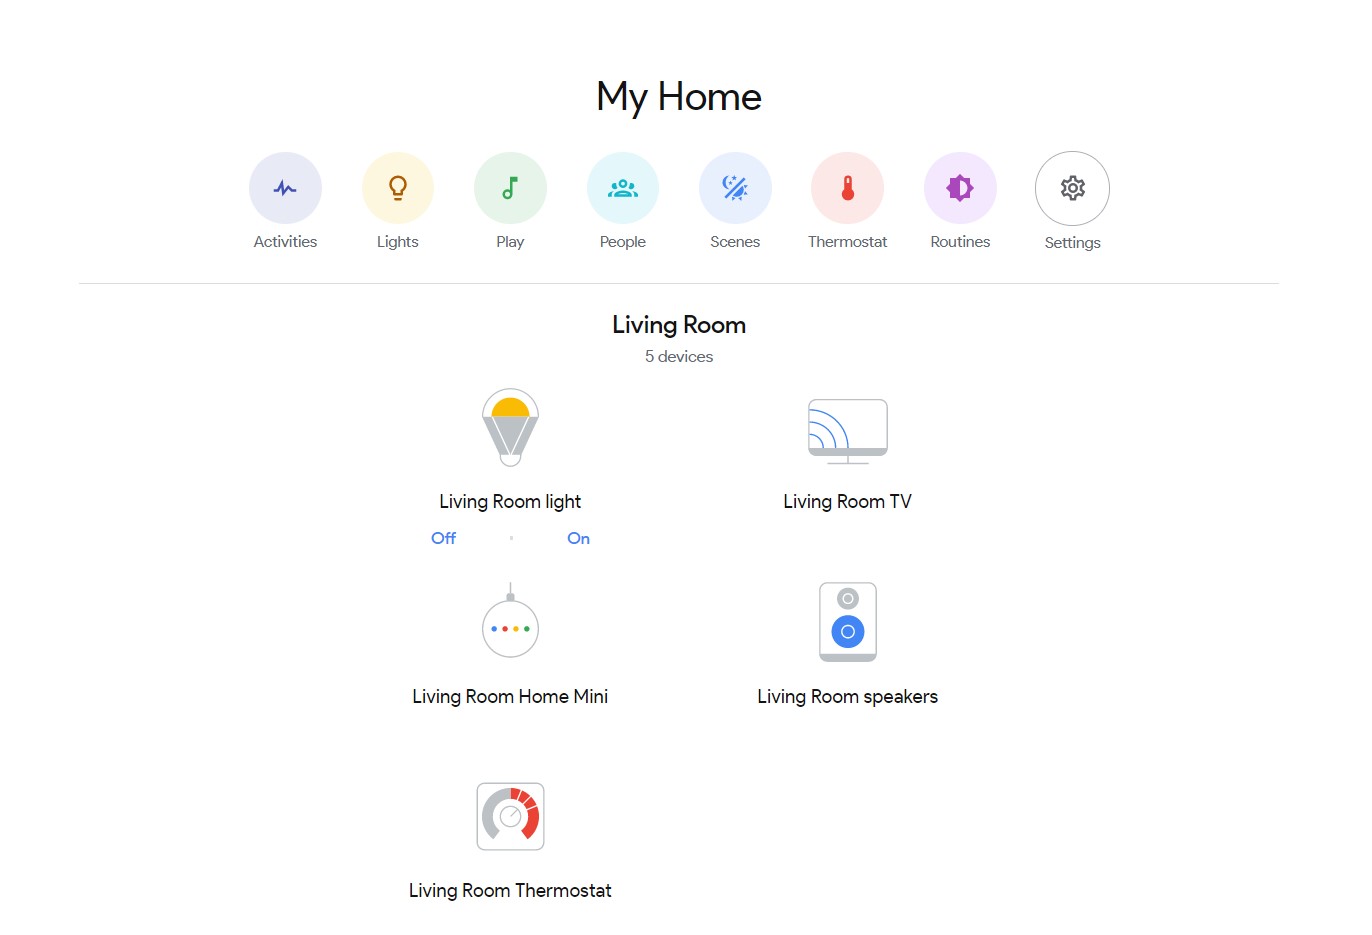 My Home
Activities Lights Play People Scenes Thermostat Routines Settings
Living Room
5 devices
Living Room light Living Room TV
Off On
Living Room Home Mini Living Room speakers
Living Room Thermostat